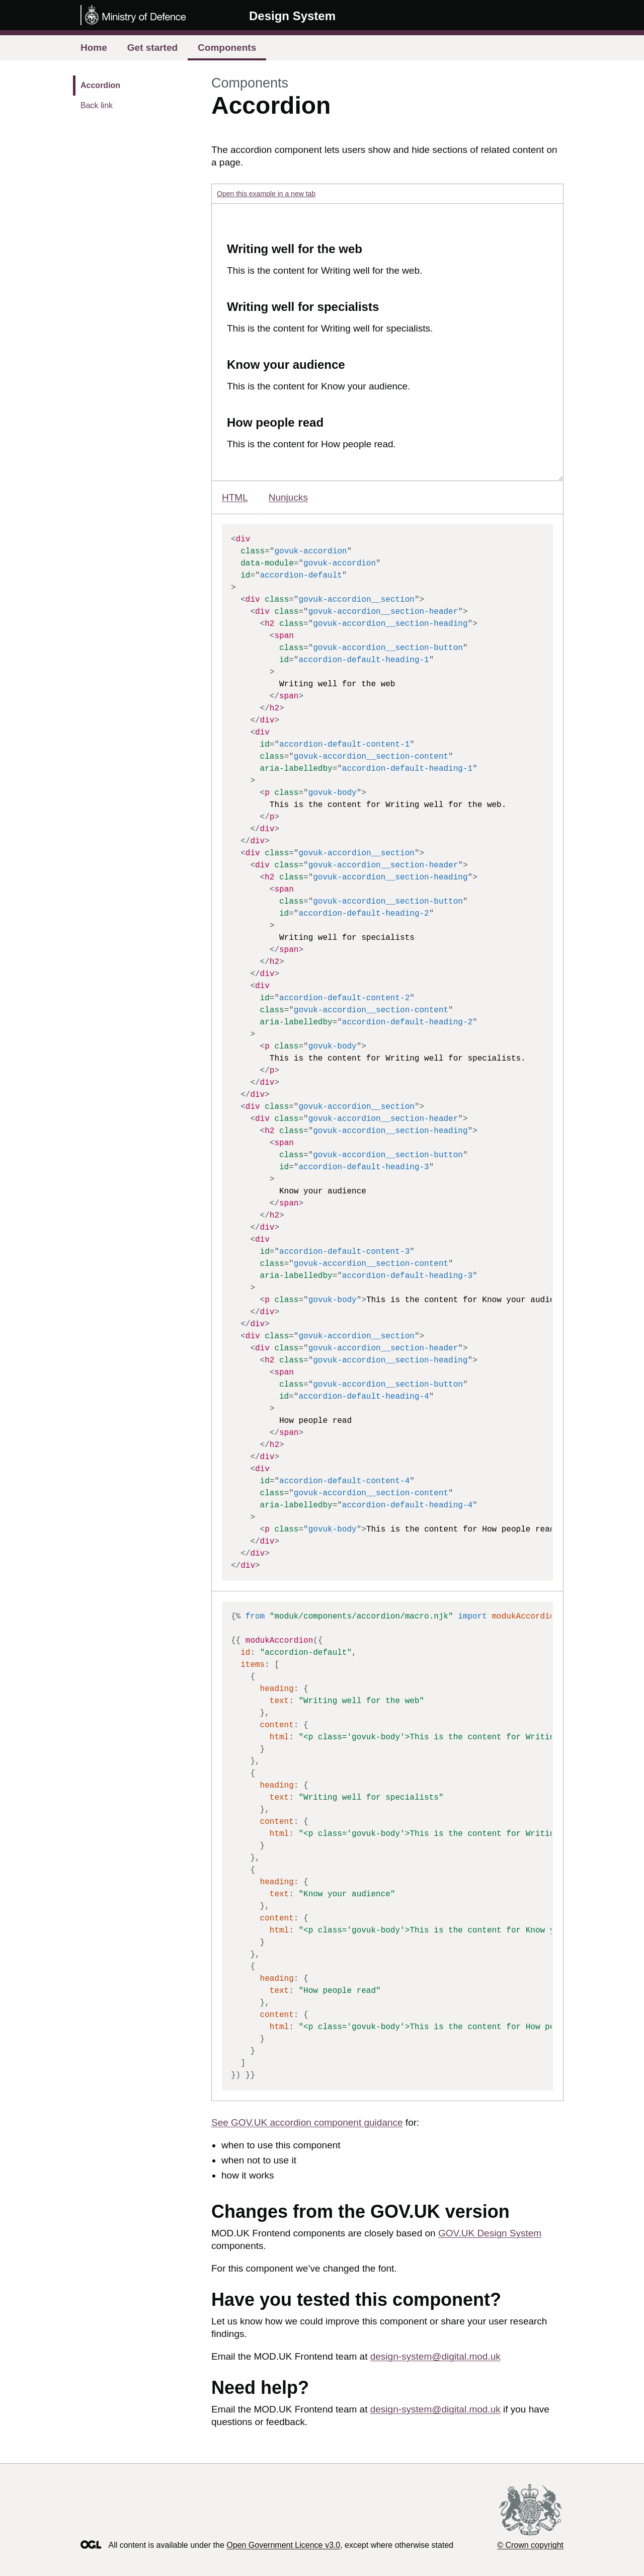 Ministry of Defence
Design System
Home Get started Components
Accordion
Back link
Components
Accordion
The accordion component lets users show and hide sections of related content on
a page.
Open this example in a new tab
Writing well for the web
This is the content for Writing well for the web.
Writing well for specialists
This is the content for Writing well for specialists.
Know your audience
This is the content for Know your audience.
How people read
This is the content for How people read.
HTML Nunjucks
<div
  class="govuk-accordion"
  data-module="govuk-accordion"
  id="accordion-default"
>
  <div class="govuk-accordion__section">
    <div class="govuk-accordion__section-header">
      <h2 class="govuk-accordion__section-heading">
        <span
          class="govuk-accordion__section-button"
          id="accordion-default-heading-1"
        >
          Writing well for the web
        </span>
      </h2>
    </div>
    <div
      id="accordion-default-content-1"
      class="govuk-accordion__section-content"
      aria-labelledby="accordion-default-heading-1"
    >
      <p class="govuk-body">
        This is the content for Writing well for the web.
      </p>
    </div>
  </div>
  <div class="govuk-accordion__section">
    <div class="govuk-accordion__section-header">
      <h2 class="govuk-accordion__section-heading">
        <span
          class="govuk-accordion__section-button"
          id="accordion-default-heading-2"
        >
          Writing well for specialists
        </span>
      </h2>
    </div>
    <div
      id="accordion-default-content-2"
      class="govuk-accordion__section-content"
      aria-labelledby="accordion-default-heading-2"
    >
      <p class="govuk-body">
        This is the content for Writing well for specialists.
      </p>
    </div>
  </div>
  <div class="govuk-accordion__section">
    <div class="govuk-accordion__section-header">
      <h2 class="govuk-accordion__section-heading">
        <span
          class="govuk-accordion__section-button"
          id="accordion-default-heading-3"
        >
          Know your audience
        </span>
      </h2>
    </div>
    <div
      id="accordion-default-content-3"
      class="govuk-accordion__section-content"
      aria-labelledby="accordion-default-heading-3"
    >
      <p class="govuk-body">This is the content for Know your audie
    </div>
  </div>
  <div class="govuk-accordion__section">
    <div class="govuk-accordion__section-header">
      <h2 class="govuk-accordion__section-heading">
        <span
          class="govuk-accordion__section-button"
          id="accordion-default-heading-4"
        >
          How people read
        </span>
      </h2>
    </div>
    <div
      id="accordion-default-content-4"
      class="govuk-accordion__section-content"
      aria-labelledby="accordion-default-heading-4"
    >
      <p class="govuk-body">This is the content for How people read
    </div>
  </div>
</div>
{% from "moduk/components/accordion/macro.njk" import modukAccordio
{{ modukAccordion({
  id: "accordion-default",
  items: [
    {
      heading: {
        text: "Writing well for the web"
      },
      content: {
        html: "<p class='govuk-body'>This is the content for Writin
      }
    },
    {
      heading: {
        text: "Writing well for specialists"
      },
      content: {
        html: "<p class='govuk-body'>This is the content for Writin
      }
    },
    {
      heading: {
        text: "Know your audience"
      },
      content: {
        html: "<p class='govuk-body'>This is the content for Know y
      }
    },
    {
      heading: {
        text: "How people read"
      },
      content: {
        html: "<p class='govuk-body'>This is the content for How pe
      }
    }
  ]
}) }}
See GOV.UK accordion component guidance for:
• when to use this component
• when not to use it
• how it works
Changes from the GOV.UK version
MOD.UK Frontend components are closely based on GOV.UK Design System
components.
For this component we’ve changed the font.
Have you tested this component?
Let us know how we could improve this component or share your user research
findings.
Email the MOD.UK Frontend team at design-system@digital.mod.uk
Need help?
Email the MOD.UK Frontend team at design-system@digital.mod.uk if you have
questions or feedback.
OGL All content is available under the Open Government Licence v3.0, except where otherwise stated
© Crown copyright